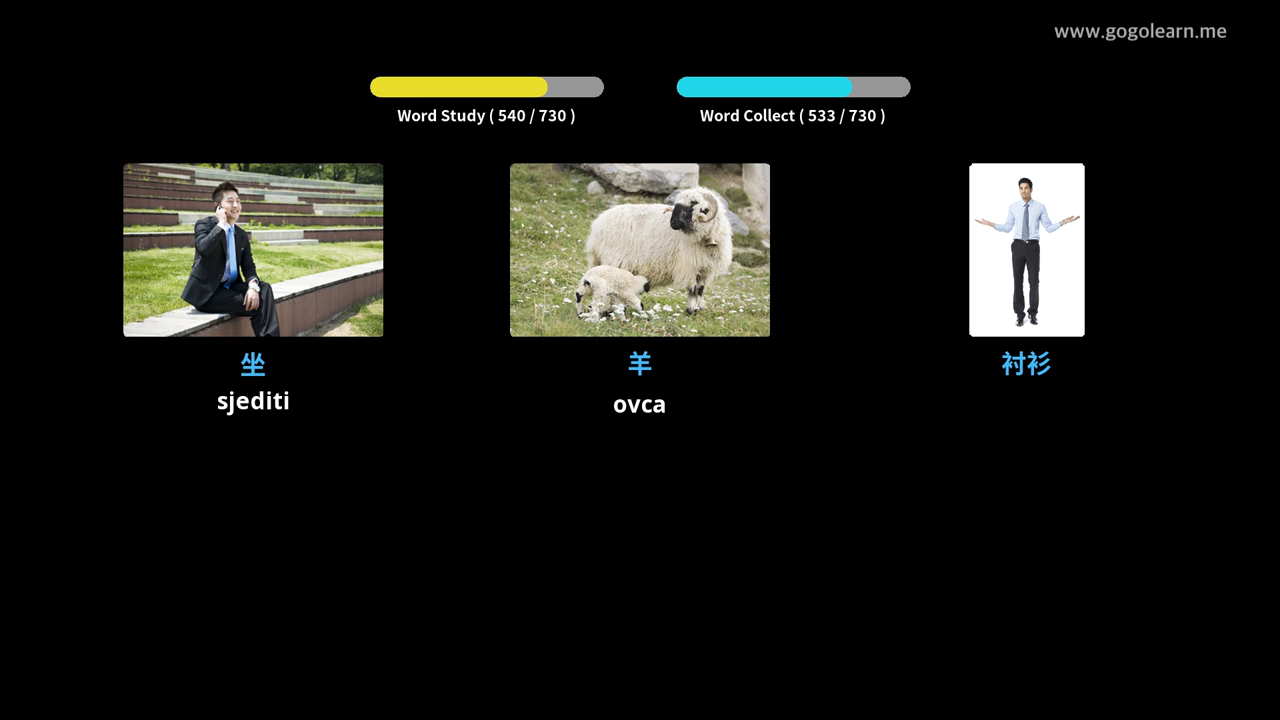 www.gogolearn.me
Word Study ( 540 / 730 )
Word Collect ( 533 / 730 )
坐
羊
衬衫
sjediti
ovca